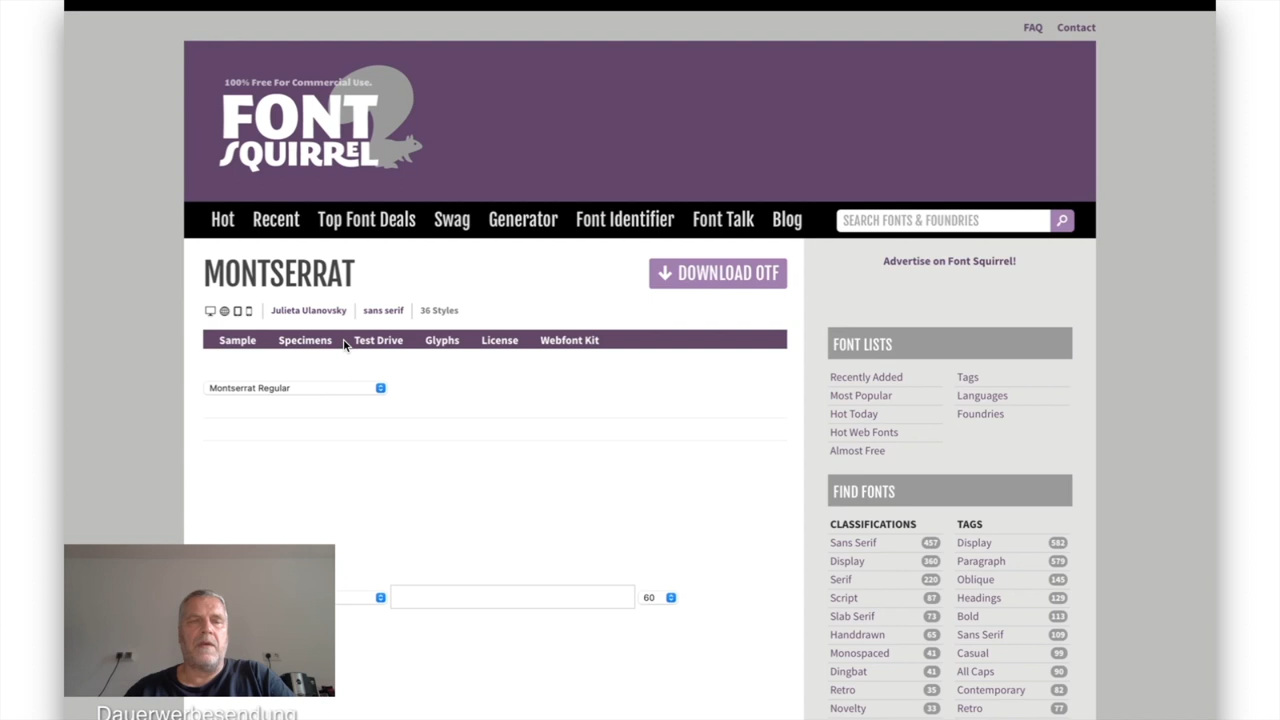 FAQ Contact
100% Free For Commercial Use.
FONT
SQUIRREL
Hot Recent Top Font Deals Swag Generator Font Identifier Font Talk Blog
SEARCH FONTS & FOUNDRIES
MONTSERRAT
DOWNLOAD OTF
Julieta Ulanovsky sans serif 36 Styles
Sample Specimens Test Drive Glyphs License Webfont Kit
Montserrat Regular
60
Advertise on Font Squirrel!
FONT LISTS
Recently Added Tags
Most Popular Languages
Hot Today Foundries
Hot Web Fonts
Almost Free
FIND FONTS
CLASSIFICATIONS TAGS
Sans Serif 457 Display 582
Display 360 Paragraph 579
Serif 220 Oblique 145
Script 87 Headings 129
Slab Serif 73 Bold 113
Handdrawn 65 Sans Serif 109
Monospaced 41 Casual 99
Dingbat 41 All Caps 90
Retro 35 Contemporary 82
Novelty 33 Retro 77
Dauerwerbesendung